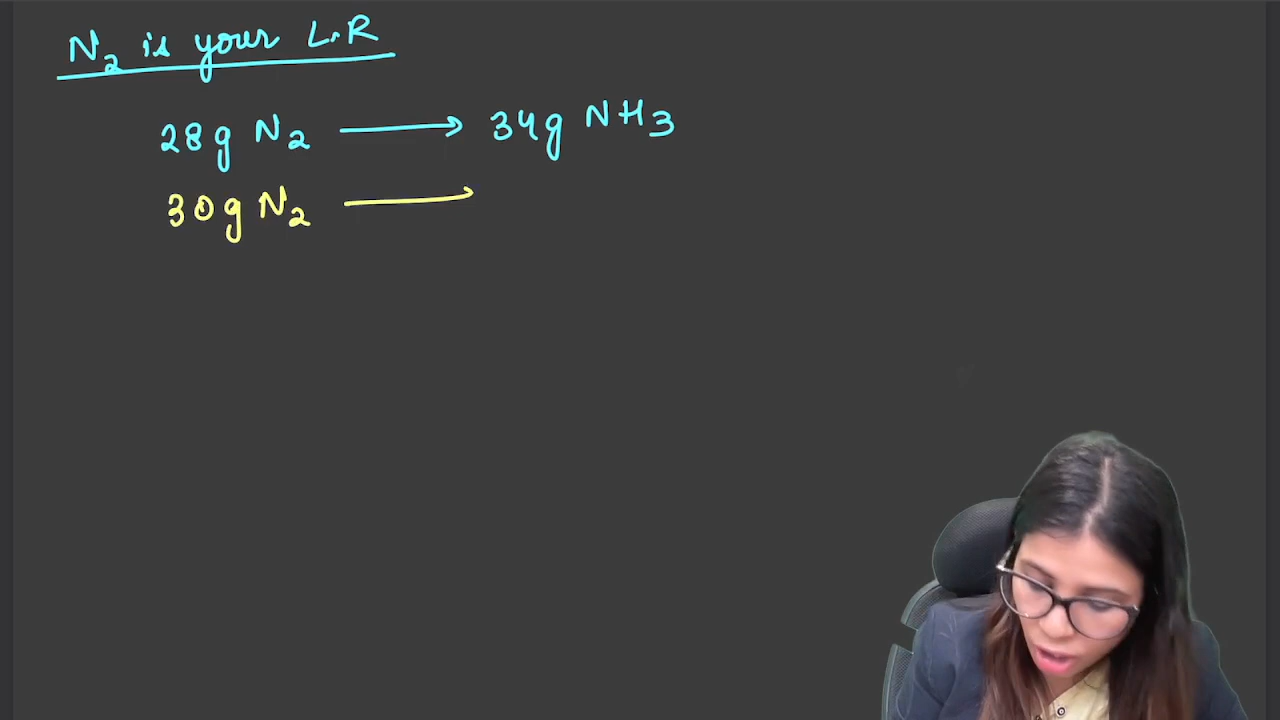 N₂ is your L.R
28g N₂ ⟶ 34g NH₃
30g N₂ ⟶